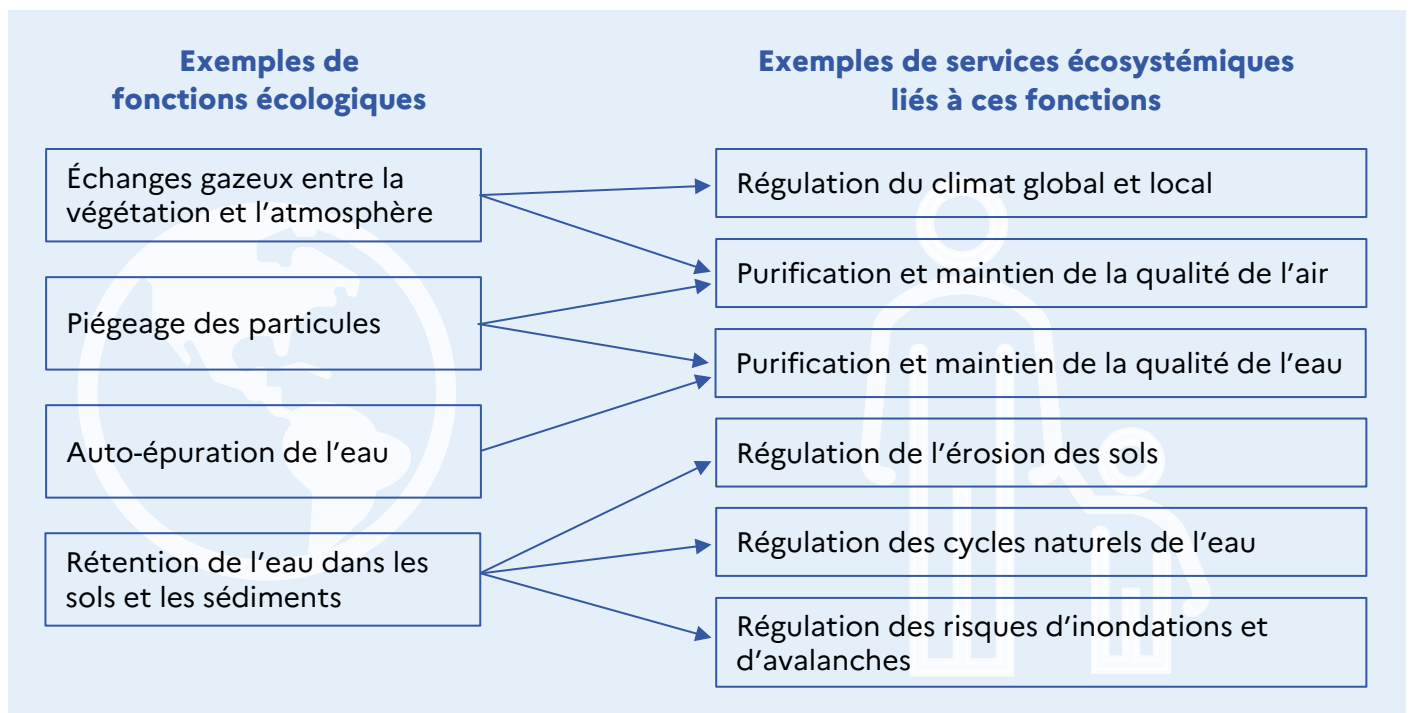 Exemples de
fonctions écologiques
Exemples de services écosystémiques
liés à ces fonctions
Échanges gazeux entre la
végétation et l’atmosphère
Piégeage des particules
Auto-épuration de l’eau
Rétention de l’eau dans les
sols et les sédiments
Régulation du climat global et local
Purification et maintien de la qualité de l’air
Purification et maintien de la qualité de l’eau
Régulation de l’érosion des sols
Régulation des cycles naturels de l’eau
Régulation des risques d’inondations et
d’avalanches